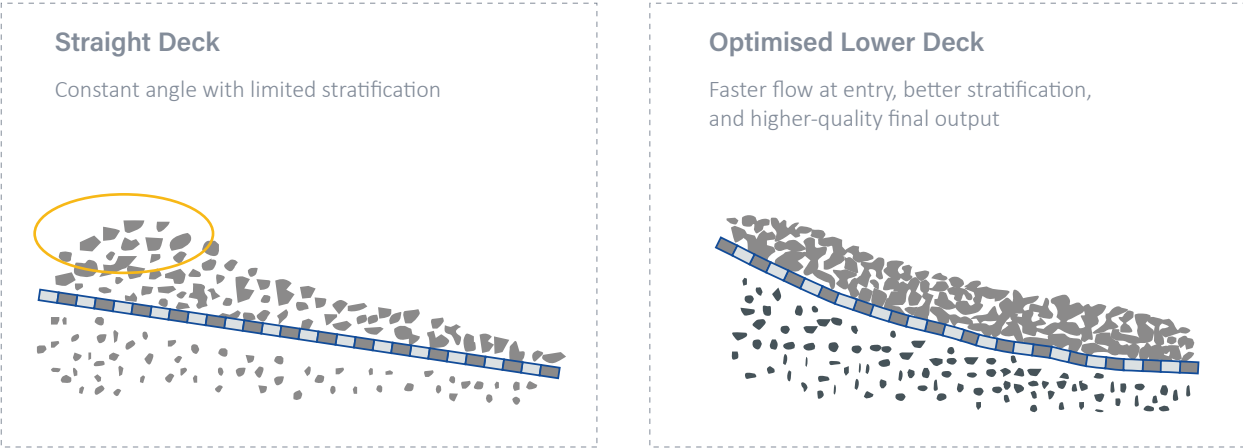 Straight Deck
Constant angle with limited stratification
Optimised Lower Deck
Faster flow at entry, better stratification,
and higher-quality final output